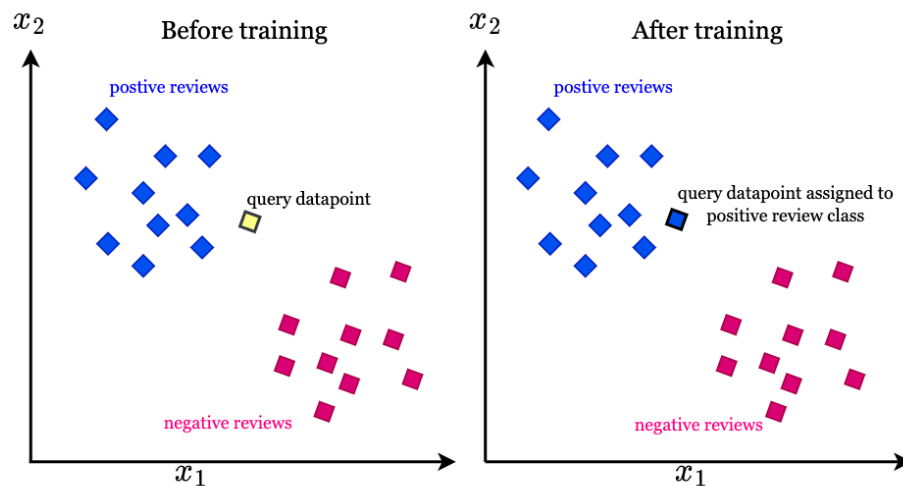 x2
Before training
postive reviews
query datapoint
negative reviews
x1
x2
After training
postive reviews
query datapoint assigned to
positive review class
negative reviews
x1